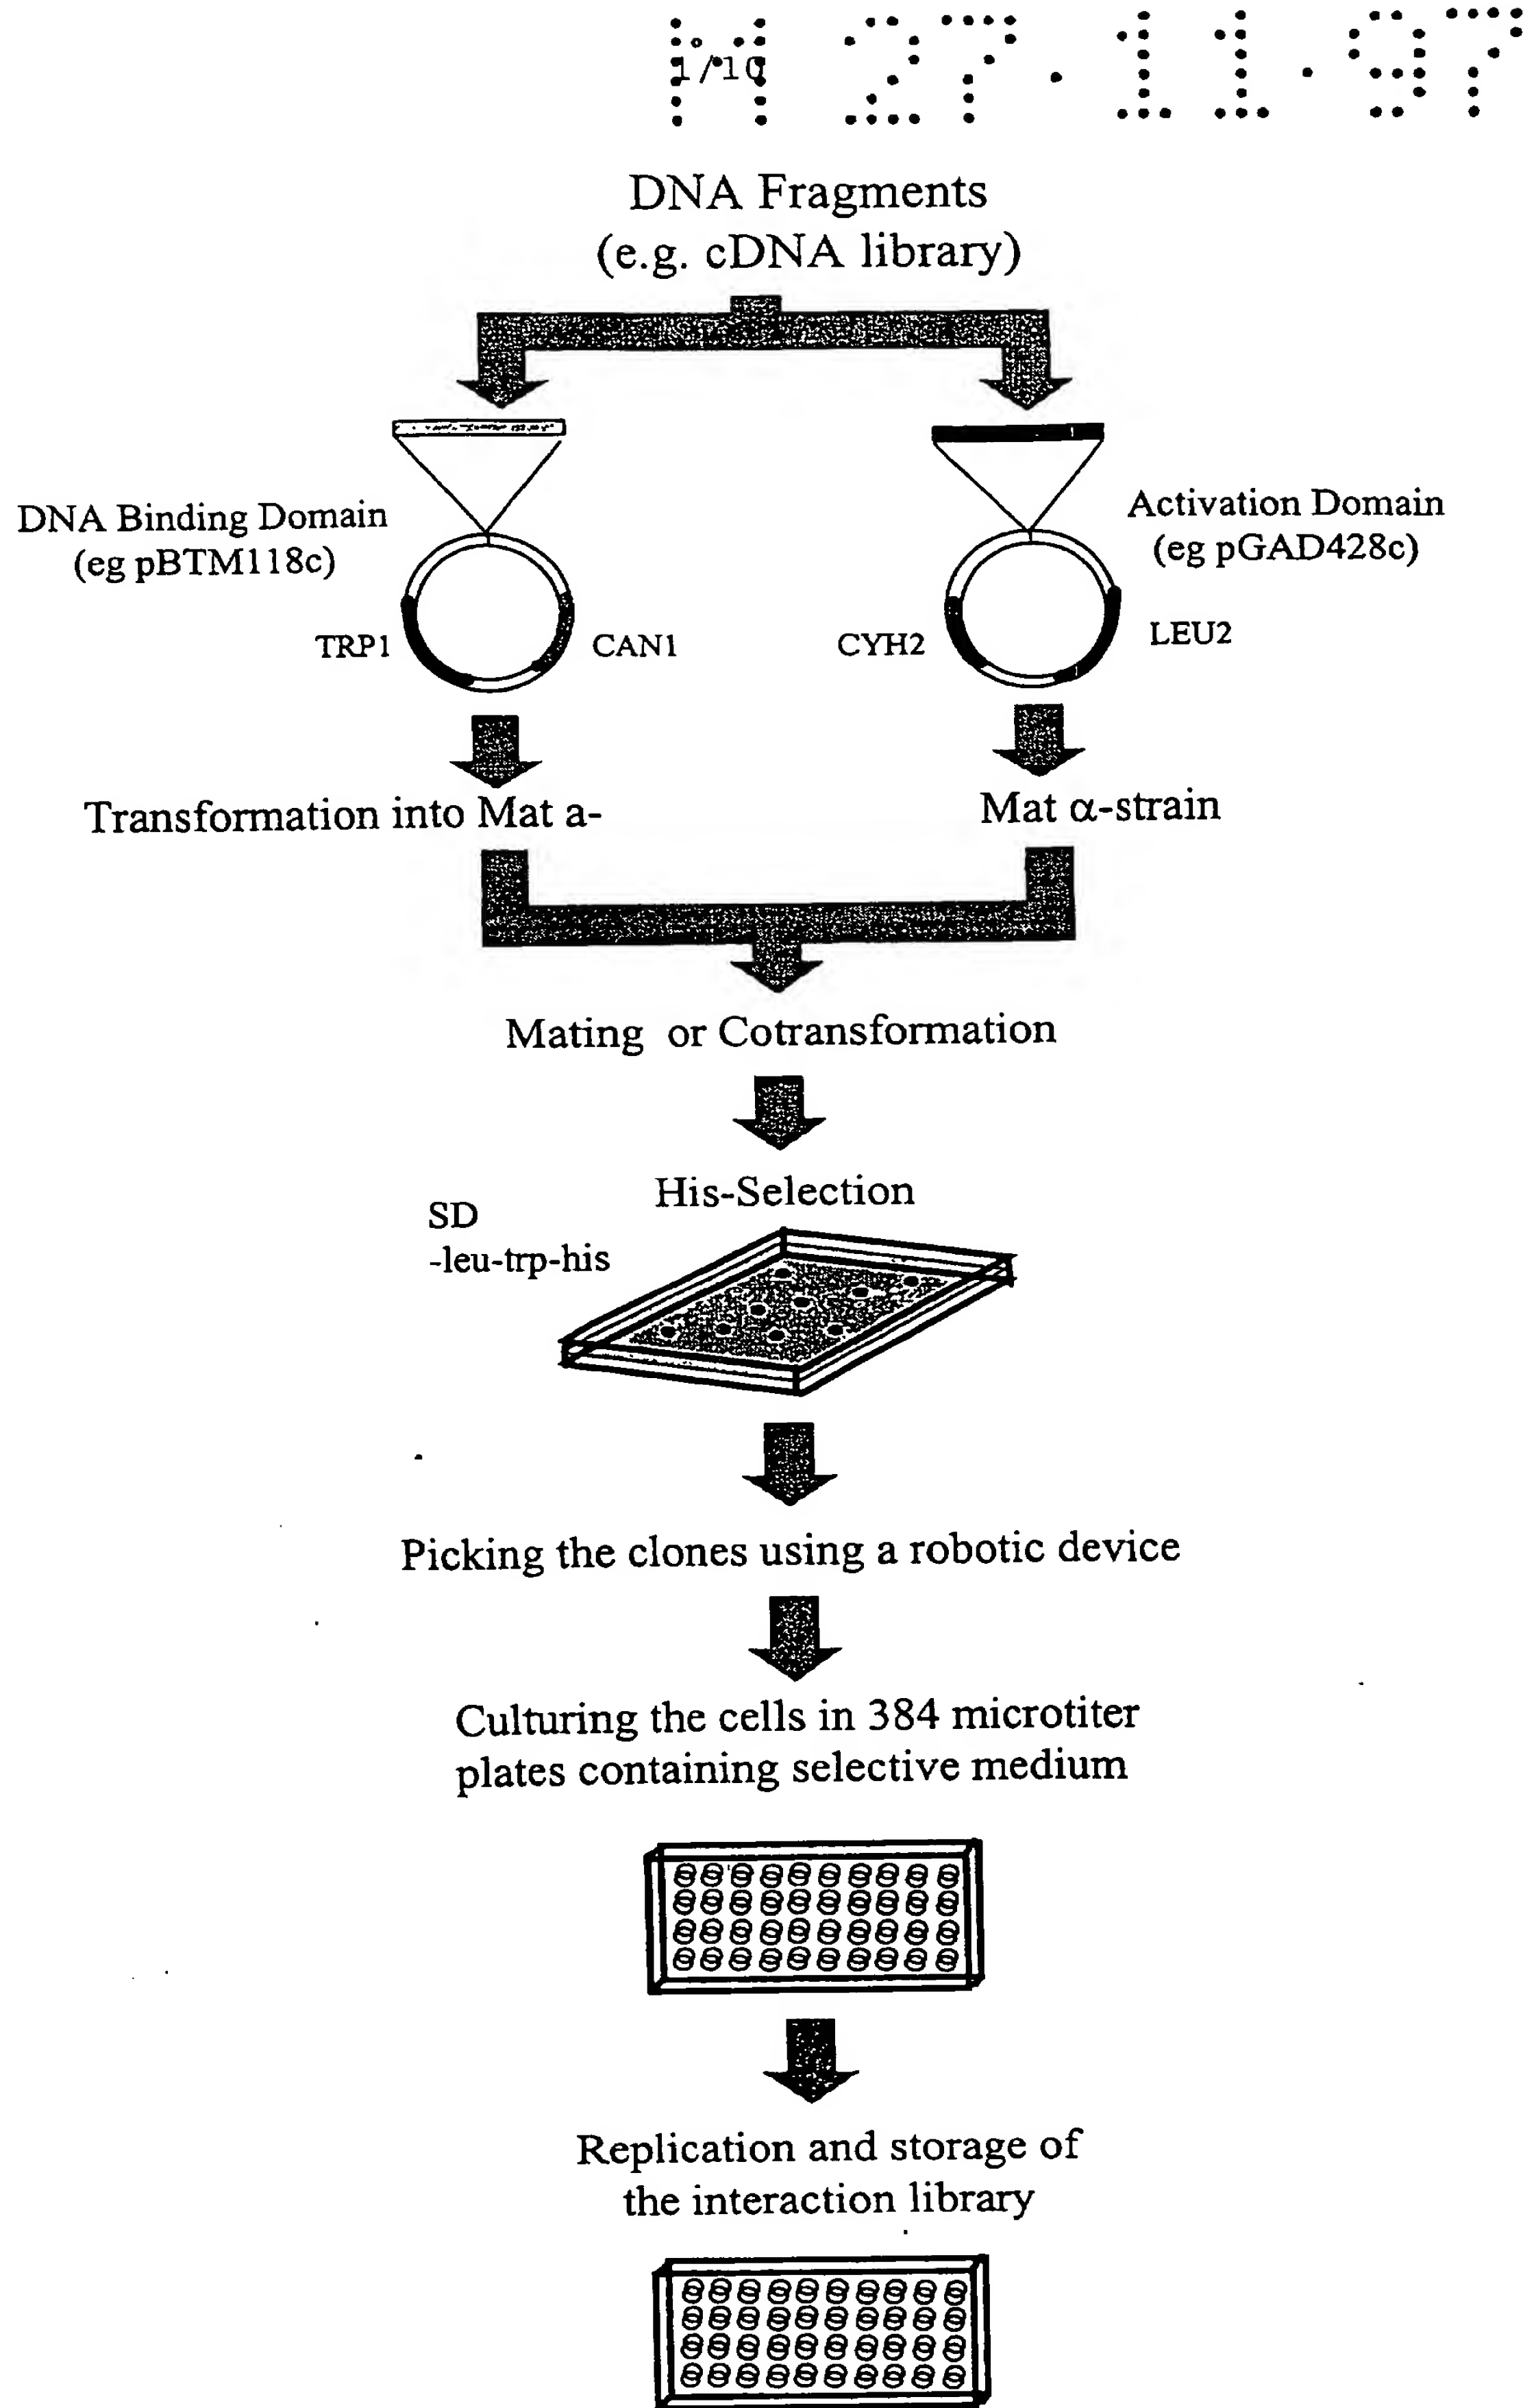 M 27.11.97
1/10
DNA Fragments
(e.g. cDNA library)
DNA Binding Domain
(eg pBTM118c)
Activation Domain
(eg pGAD428c)
TRP1
CAN1
CYH2
LEU2
Transformation into Mat a-
Mat α-strain
Mating or Cotransformation
His-Selection
SD
-leu-trp-his
Picking the clones using a robotic device
Culturing the cells in 384 microtiter
plates containing selective medium
Replication and storage of
the interaction library